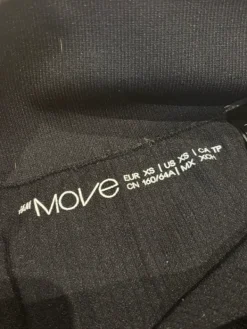 H&M MOVE
EUR XS | US XS | CA TP
CN 160/64A | MX XCH